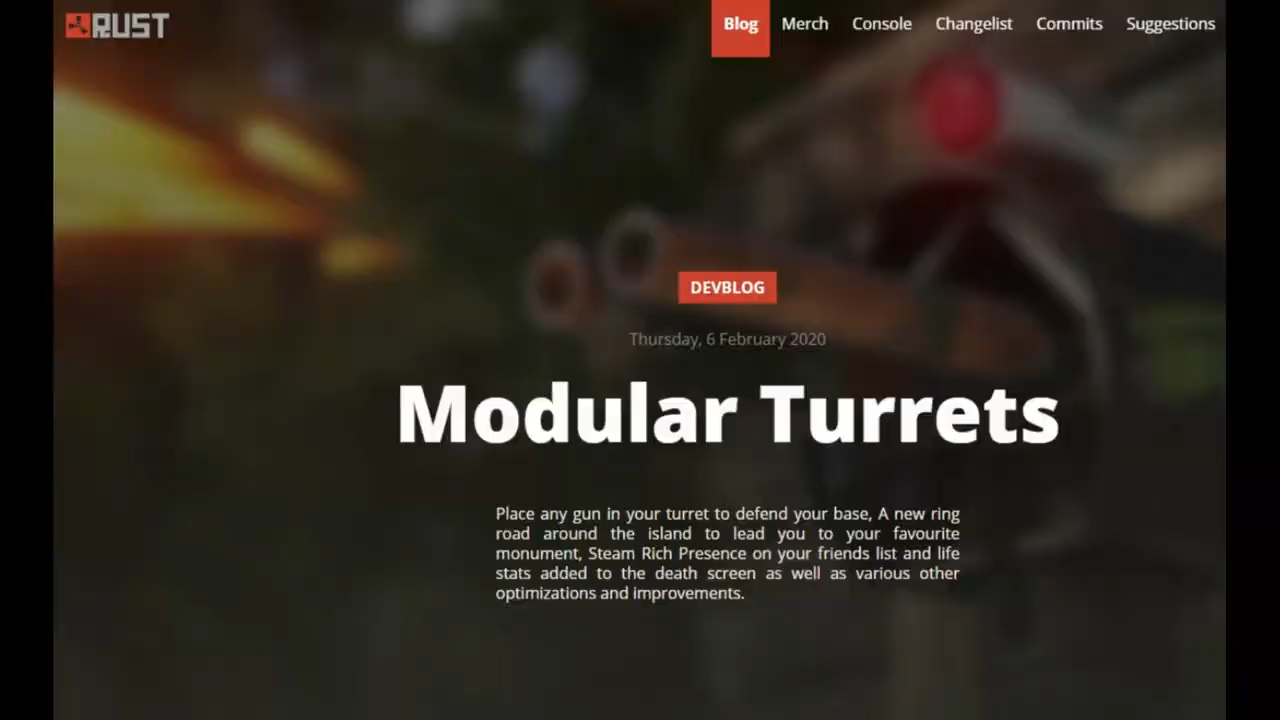 RUST
Blog
Merch
Console
Changelist
Commits
Suggestions
DEVBLOG
Thursday, 6 February 2020
Modular Turrets
Place any gun in your turret to defend your base, A new ring
road around the island to lead you to your favourite
monument, Steam Rich Presence on your friends list and life
stats added to the death screen as well as various other
optimizations and improvements.